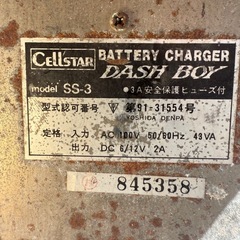 CELLSTAR BATTERY CHARGER
DASH BOY
model SS-3 ●3A安全保護ヒューズ付
型式認可番号 第91-31554号
YOSHIDA DENPA
定格 入力 AC 100V 50/60Hz 43VA
出力 DC 6/12V 2A
845358